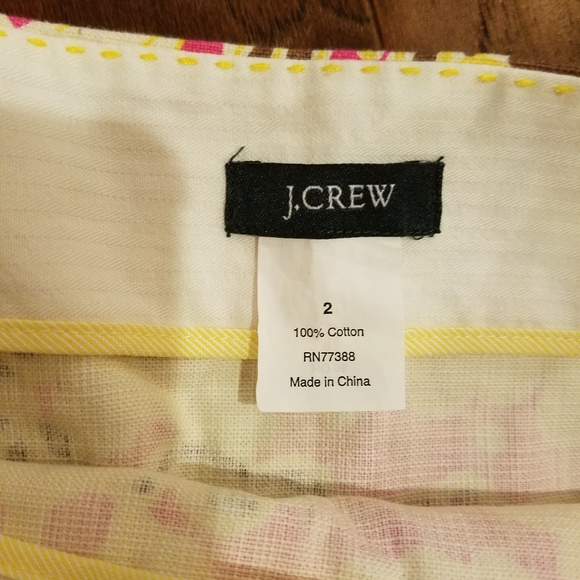 J.CREW
2
100% Cotton
RN77388
Made in China